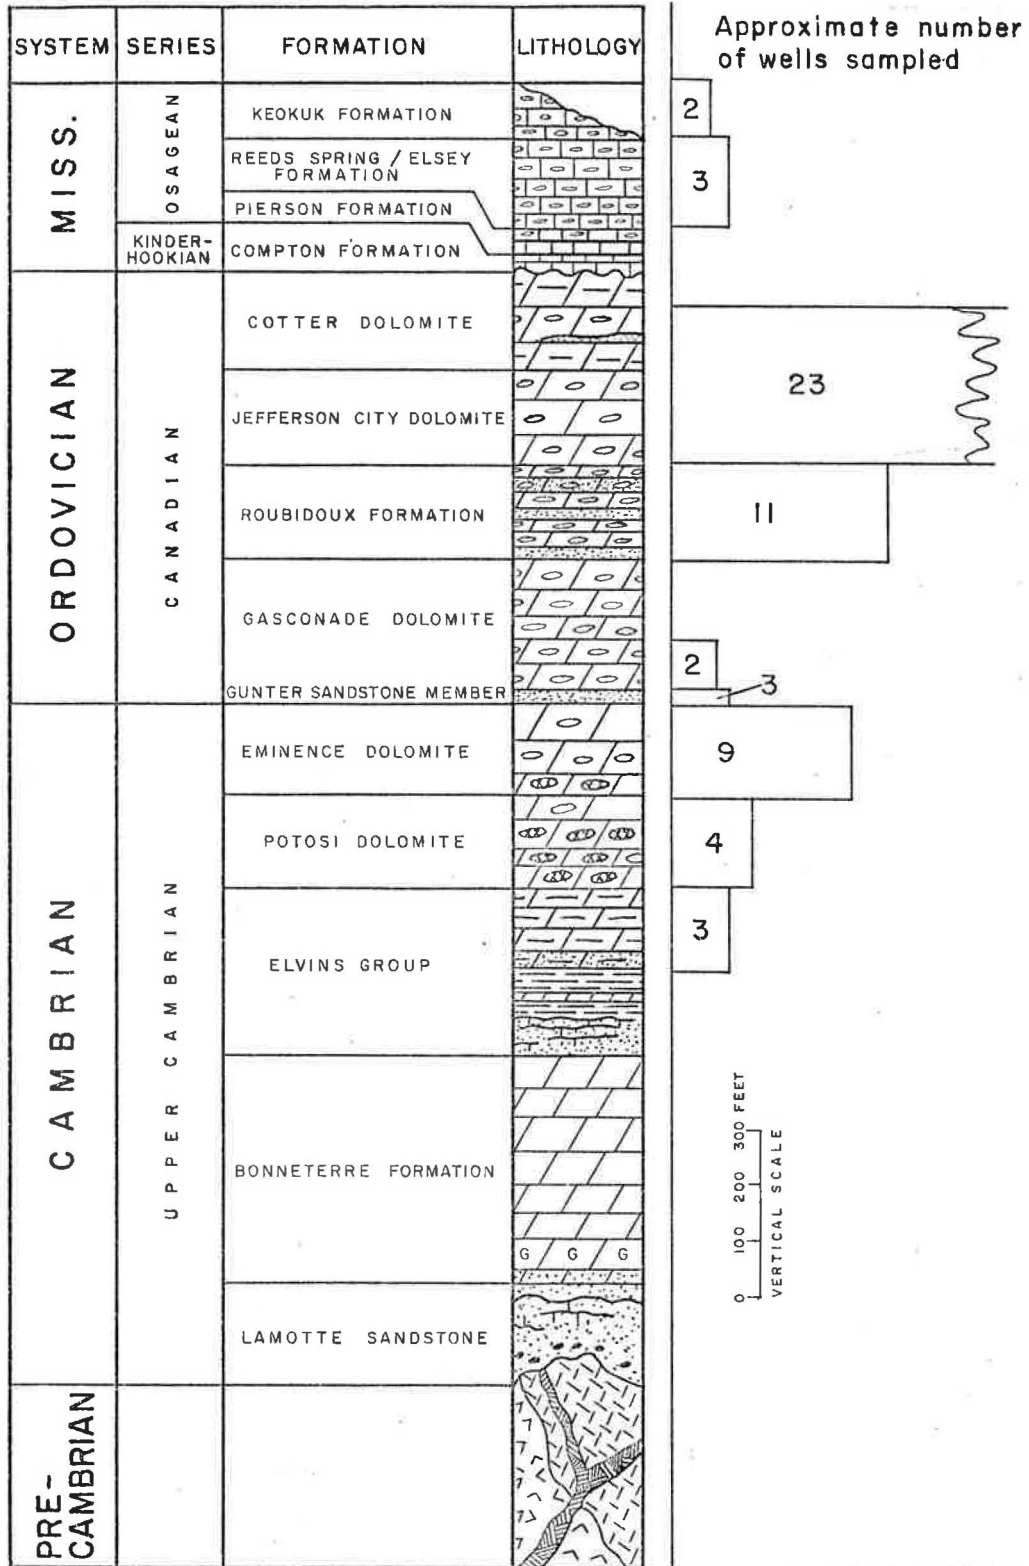 SYSTEM SERIES FORMATION LITHOLOGY
Approximate number
of wells sampled
MISS.
OSAGEAN
KEOKUK FORMATION
2
REEDS SPRING / ELSEY
FORMATION
3
PIERSON FORMATION
KINDER-
HOOKIAN
COMPTON FORMATION
ORDOVICIAN
CANADIAN
COTTER DOLOMITE
23
JEFFERSON CITY DOLOMITE
ROUBIDOUX FORMATION
11
GASCONADE DOLOMITE
2
GUNTER SANDSTONE MEMBER
3
CAMBRIAN
UPPER CAMBRIAN
EMINENCE DOLOMITE
9
POTOSI DOLOMITE
4
ELVINS GROUP
3
BONNETERRE FORMATION
G G G
LAMOTTE SANDSTONE
0 100 200 300 FEET
VERTICAL SCALE
PRE-
CAMBRIAN